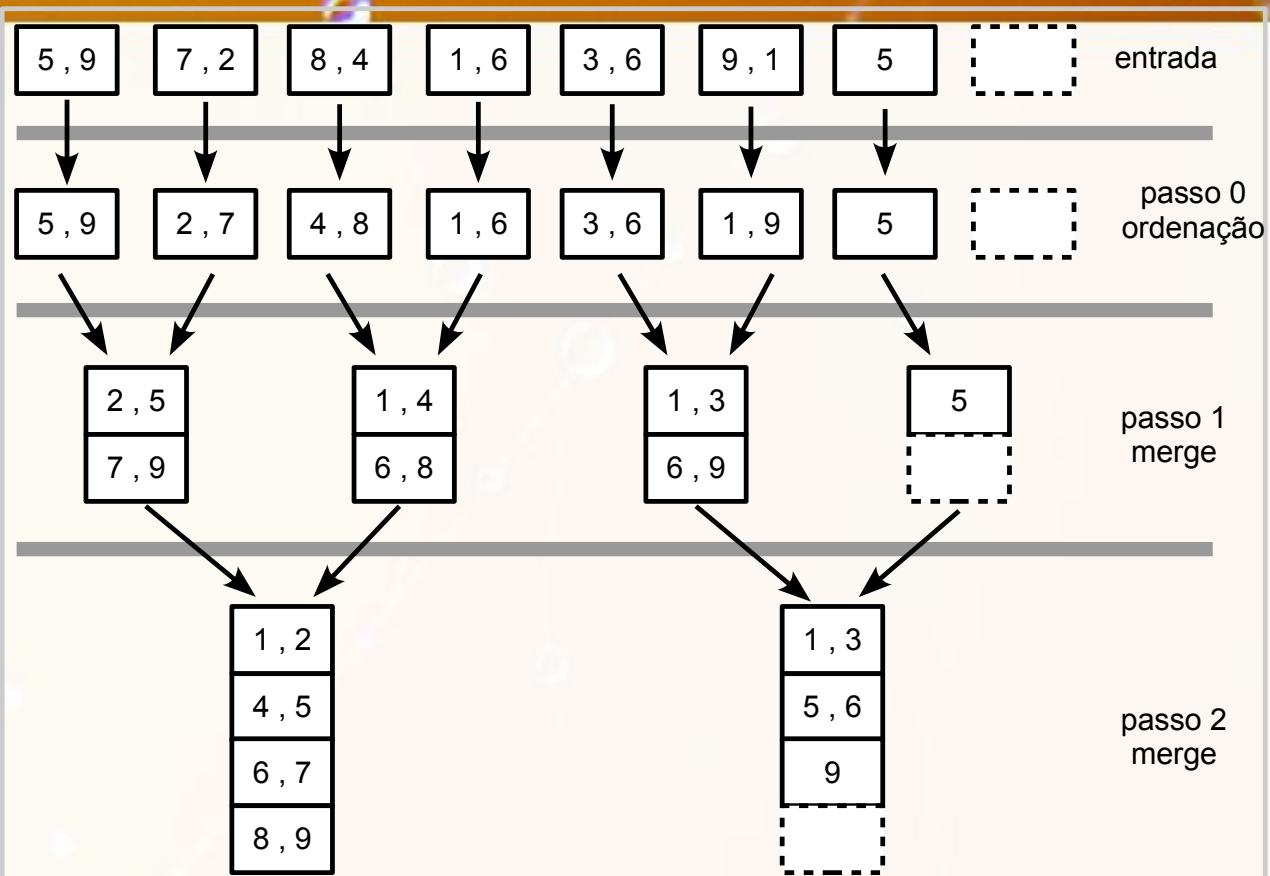 5 , 9
7 , 2
8 , 4
1 , 6
3 , 6
9 , 1
5
entrada
5 , 9
2 , 7
4 , 8
1 , 6
3 , 6
1 , 9
5
passo 0
ordenação
2 , 5
7 , 9
1 , 4
6 , 8
1 , 3
6 , 9
5
passo 1
merge
1 , 2
4 , 5
6 , 7
8 , 9
1 , 3
5 , 6
9
passo 2
merge